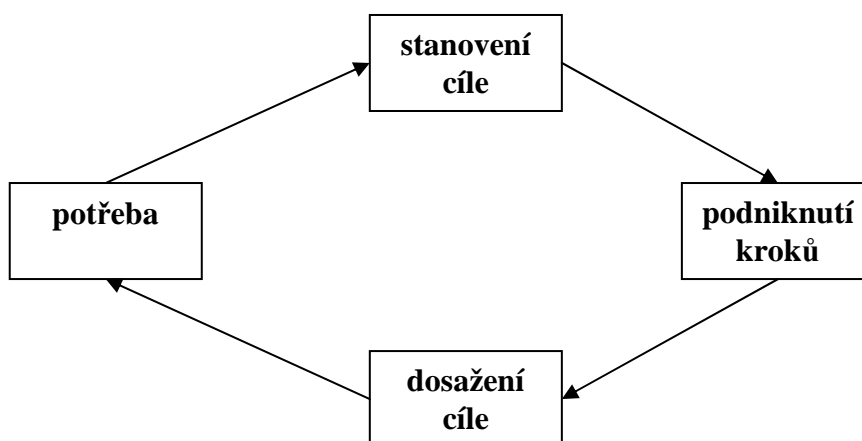 stanovení
cíle
potřeba
podniknutí
kroků
dosažení
cíle